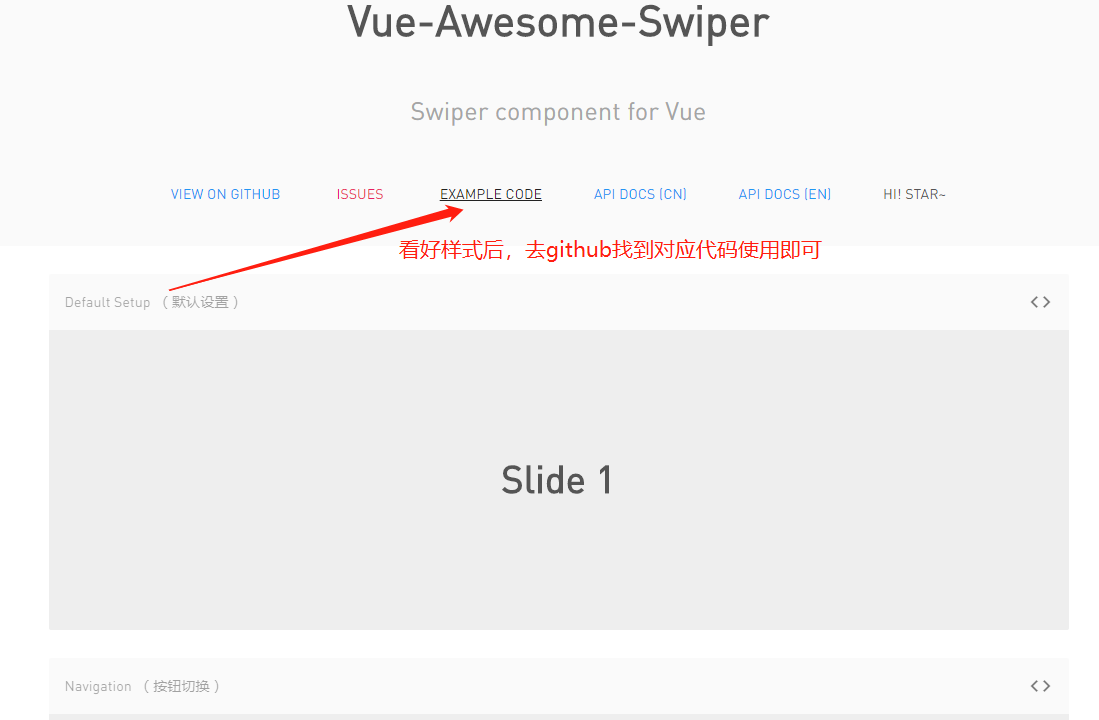 Vue-Awesome-Swiper
Swiper component for Vue
VIEW ON GITHUB ISSUES EXAMPLE CODE API DOCS (CN) API DOCS (EN) HI! STAR~
看好样式后，去github找到对应代码使用即可
Default Setup （ 默认设置 ）
Slide 1
Navigation （ 按钮切换 ）